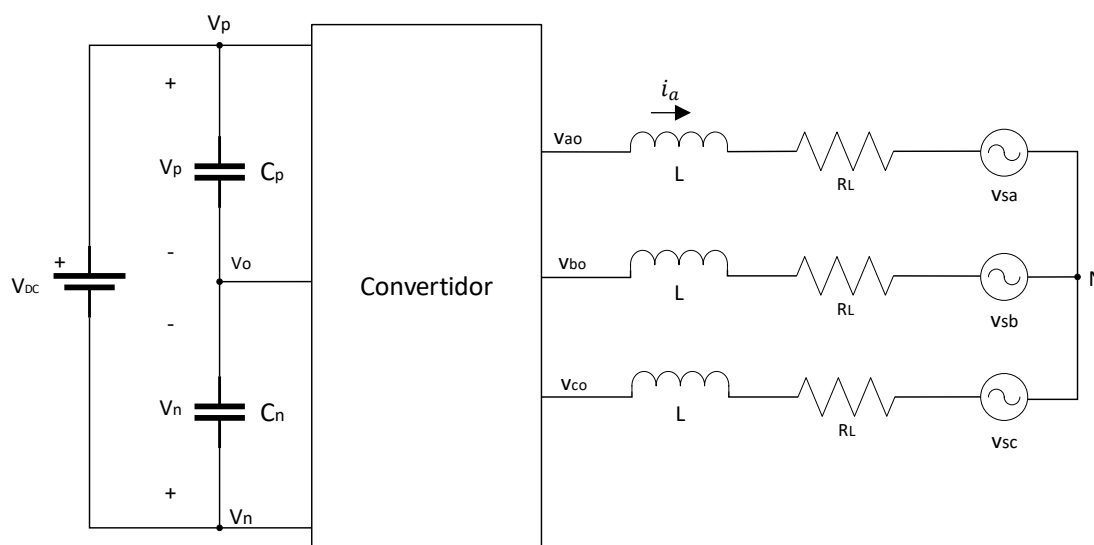 Vp
+
Vp
Cp
-
Vo
+
VDC
-
Vn
Cn
+
Vn
Convertidor
ia
vao
L
RL
vsa
vbo
L
RL
vsb
N
vco
L
RL
vsc